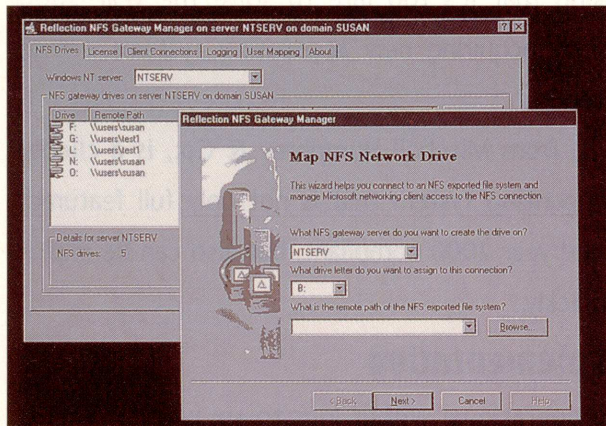 Reflection NFS Gateway Manager on server NTSERV on domain SUSAN
NFS Drives License Client Connections Logging User Mapping About
Windows NT server: NTSERV
NFS gateway drives on server NTSERV on domain SUSAN
Drive Remote Path
F: \\users\susan
G: \\users\test1
L: \\users\test1
N: \\users\susan
O: \\users\susan
Details for server NTSERV
NFS drives: 5
Reflection NFS Gateway Manager
Map NFS Network Drive
This wizard helps you connect to an NFS exported file system and
manage Microsoft networking client access to the NFS connection.
What NFS gateway server do you want to create the drive on?
NTSERV
What drive letter do you want to assign to this connection?
B:
What is the remote path of the NFS exported file system?
Browse...
< Back Next > Cancel Help